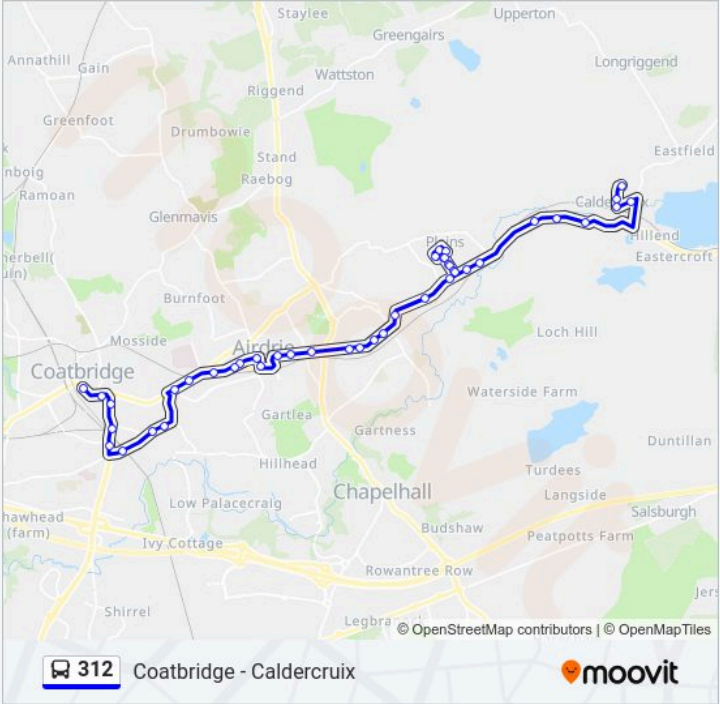 Staylee
Upperton
Greengairs
Annathill
Gain
Longriggend
Wattston
Riggend
Greenfoot
Drumbowie
Eastfield
Stand
Raebog
nboig
Ramoan
Glenmavis
Plains
Hillend
Eastercroft
herbell(
uin)
Burnfoot
Mosside
Airdrie
Loch Hill
Coatbridge
Waterside Farm
Gartlea
Gartness
Duntillan
Hillhead
Turdees
Chapelhall
Langside
Low Palacecraig
Salsburgh
hawhead
(farm)
Budshaw
Peatpotts Farm
Ivy Cottage
Rowantree Row
Jers
Shirrel
Legbran
© OpenStreetMap contributors | © OpenMapTiles
312 Coatbridge - Caldercruix
moovit